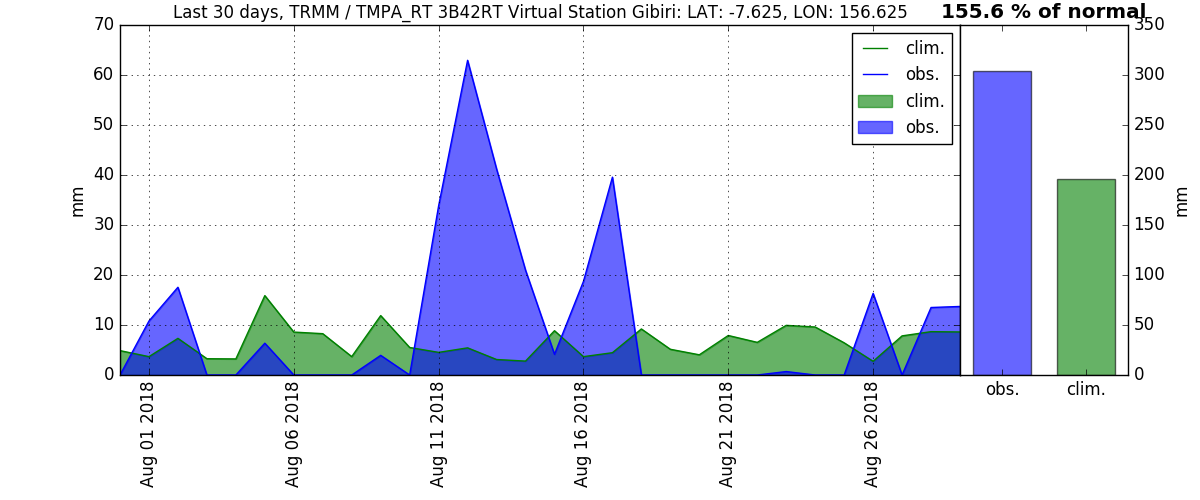 Last 30 days, TRMM / TMPA_RT 3B42RT Virtual Station Gibiri: LAT: -7.625, LON: 156.625
155.6 % of normal
70
60
50
40
30
20
10
0
mm
clim.
obs.
clim.
obs.
Aug 01 2018
Aug 06 2018
Aug 11 2018
Aug 16 2018
Aug 21 2018
Aug 26 2018
350
300
250
200
150
100
50
0
mm
obs.
clim.